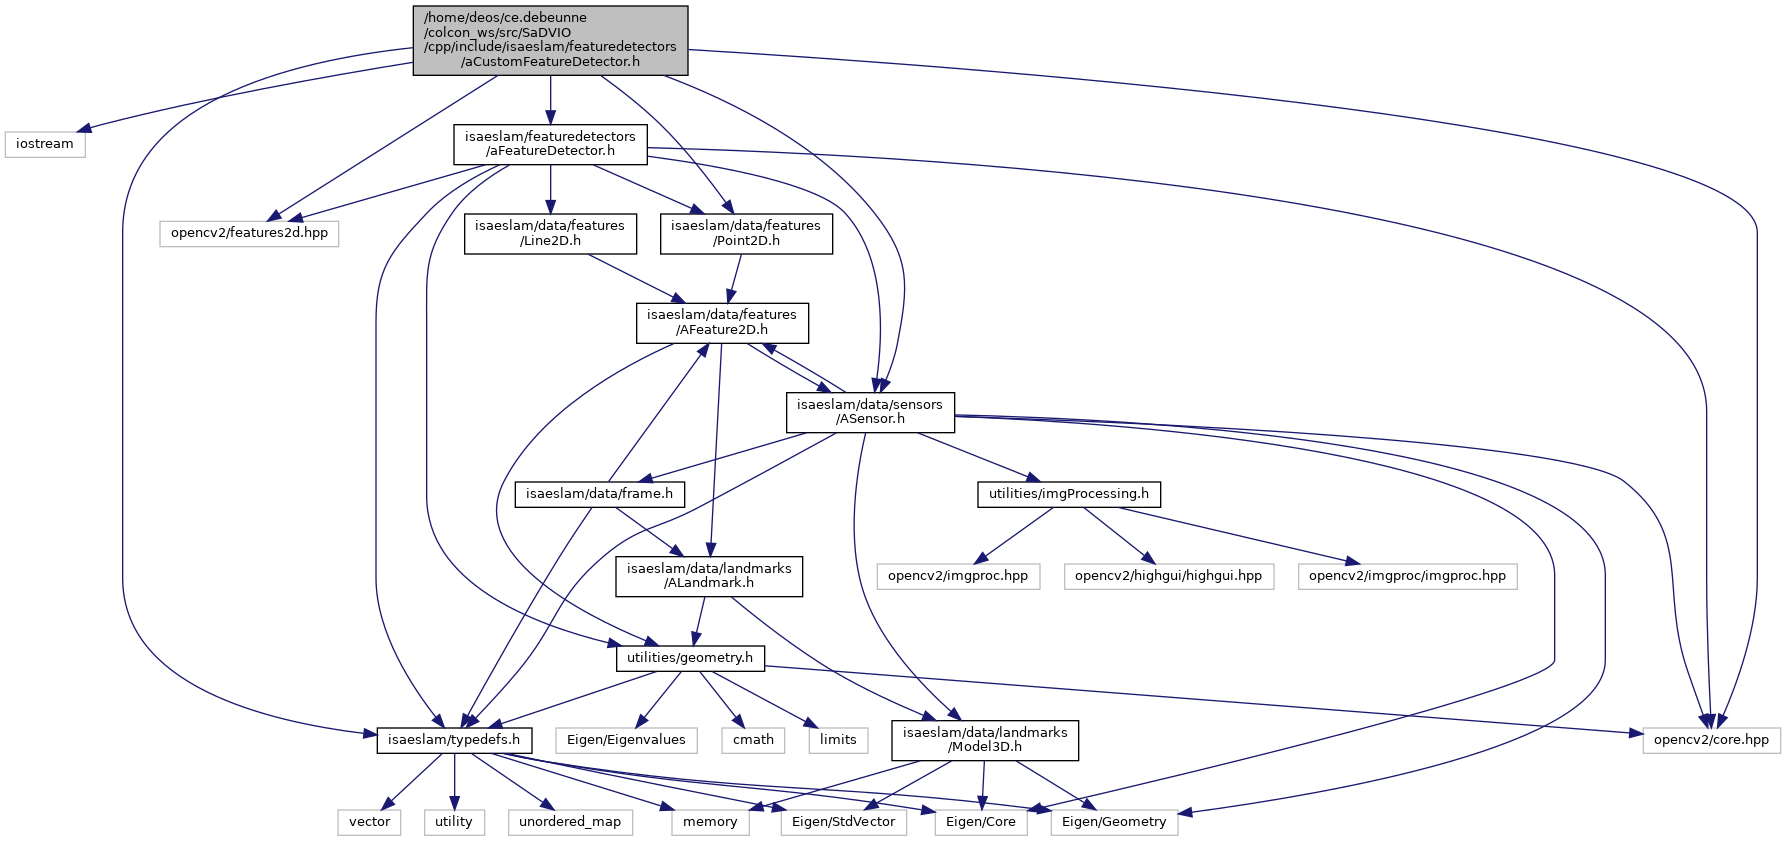 /home/deos/ce.debeunne
/colcon_ws/src/SaDVIO
/cpp/include/isaeslam/featuredetectors
/aCustomFeatureDetector.h
iostream
isaeslam/featuredetectors
/aFeatureDetector.h
opencv2/features2d.hpp
isaeslam/data/features
/Line2D.h
isaeslam/data/features
/Point2D.h
isaeslam/data/features
/AFeature2D.h
isaeslam/data/sensors
/ASensor.h
isaeslam/data/frame.h
utilities/imgProcessing.h
isaeslam/data/landmarks
/ALandmark.h
opencv2/imgproc.hpp
opencv2/highgui/highgui.hpp
opencv2/imgproc/imgproc.hpp
utilities/geometry.h
isaeslam/typedefs.h
Eigen/Eigenvalues
cmath
limits
isaeslam/data/landmarks
/Model3D.h
opencv2/core.hpp
vector
utility
unordered_map
memory
Eigen/StdVector
Eigen/Core
Eigen/Geometry